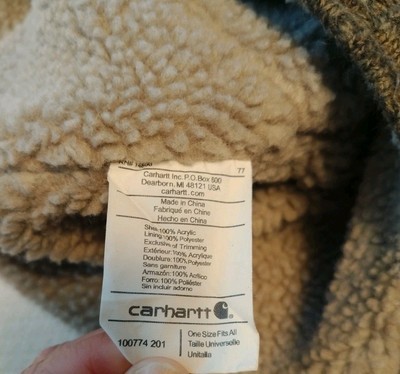 77
Carhartt Inc. P.O. Box 600
Dearborn, MI 48121 USA
carhartt.com
Made in China
Fabriqué en Chine
Hecho en China
Shell:100% Acrylic
Lining:100% Polyester
Exclusive of Trimming
Extérieur:100% Acrylique
Doublure:100% Polyester
Sans garniture
Armazón:100% Acrílico
Forro:100% Poliéster
Sin incluir adorno
carhartt
100774 201
One Size Fits All
Taille Universelle
Unitalla